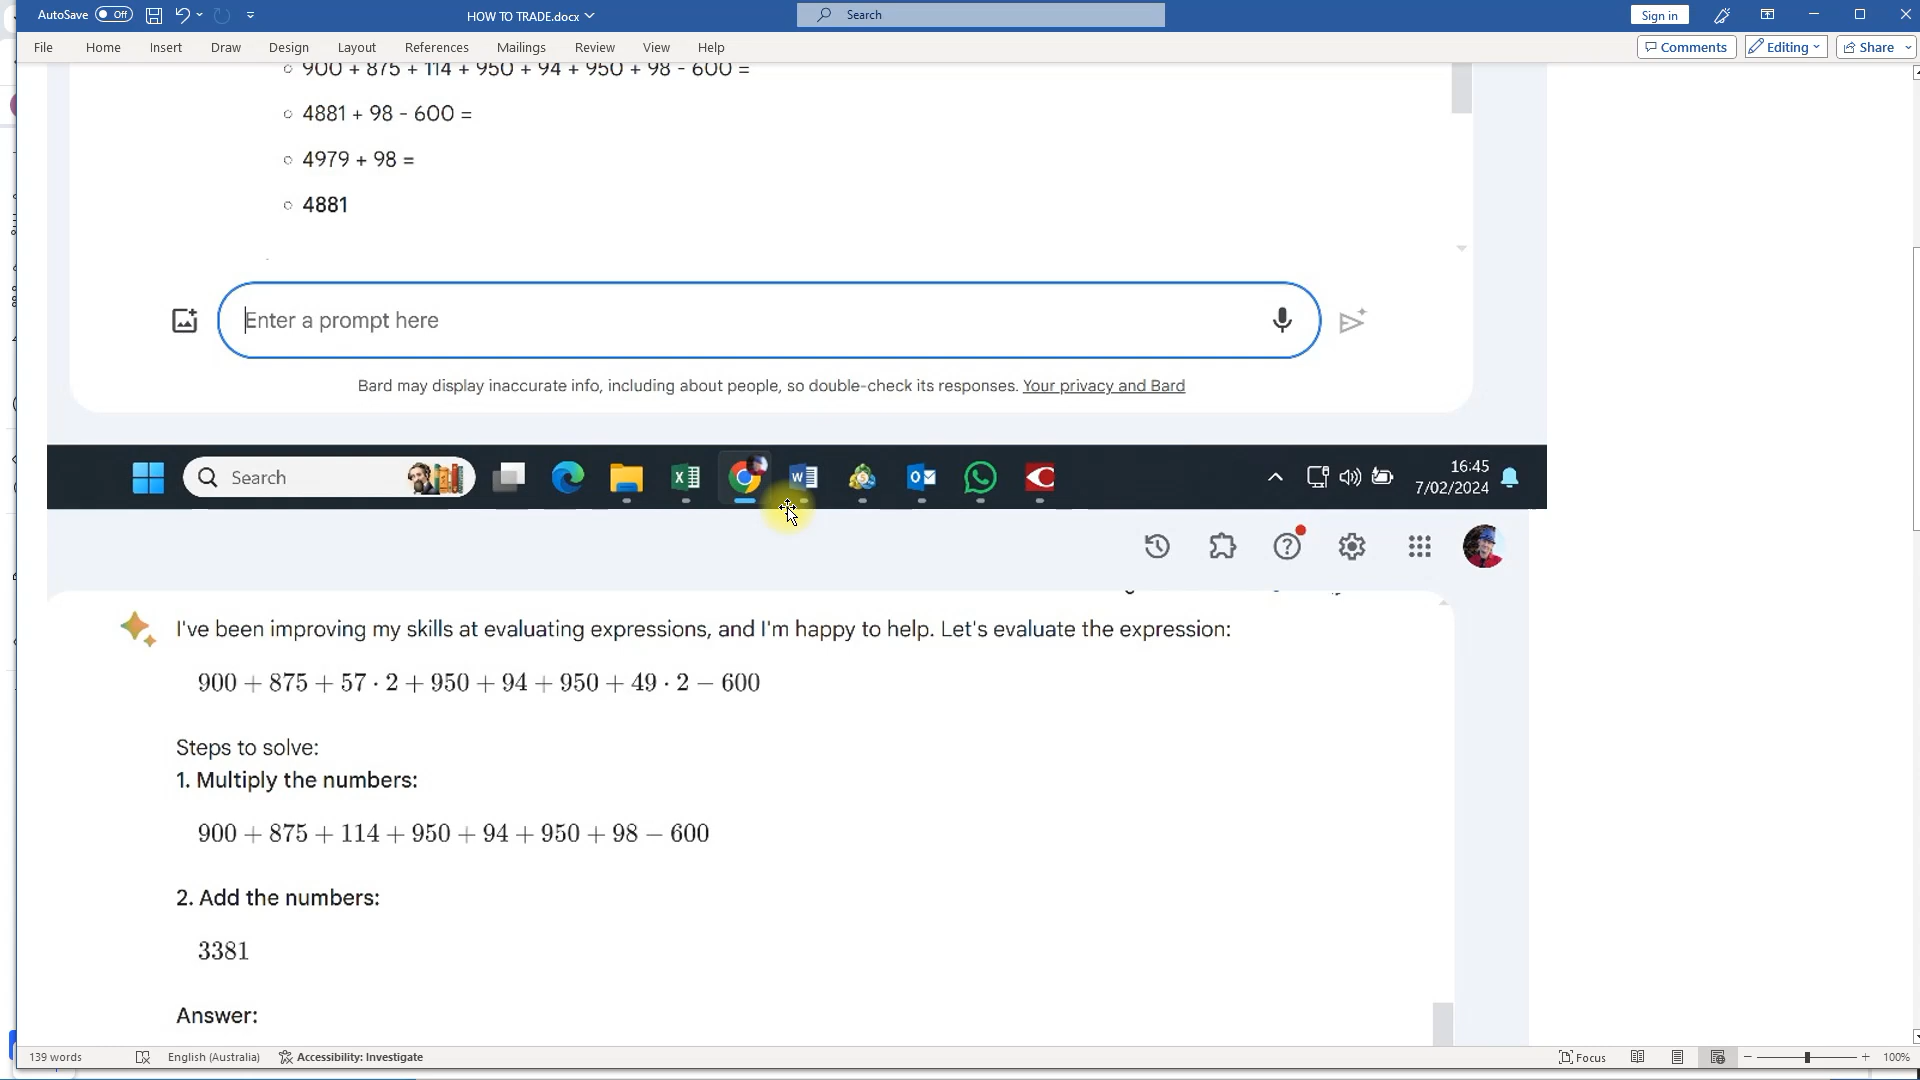 AutoSave Off HOW TO TRADE.docx Search Sign in
File Home Insert Draw Design Layout References Mailings Review View Help Comments Editing Share
900 + 875 + 114 + 950 + 94 + 950 + 98 - 600 =
4881 + 98 - 600 =
4979 + 98 =
4881
Enter a prompt here
Bard may display inaccurate info, including about people, so double-check its responses. Your privacy and Bard
Search 16:45
7/02/2024
I've been improving my skills at evaluating expressions, and I'm happy to help. Let's evaluate the expression:
900 + 875 + 57 · 2 + 950 + 94 + 950 + 49 · 2 − 600
Steps to solve:
1. Multiply the numbers:
900 + 875 + 114 + 950 + 94 + 950 + 98 − 600
2. Add the numbers:
3381
Answer:
139 words English (Australia) Accessibility: Investigate Focus 100%